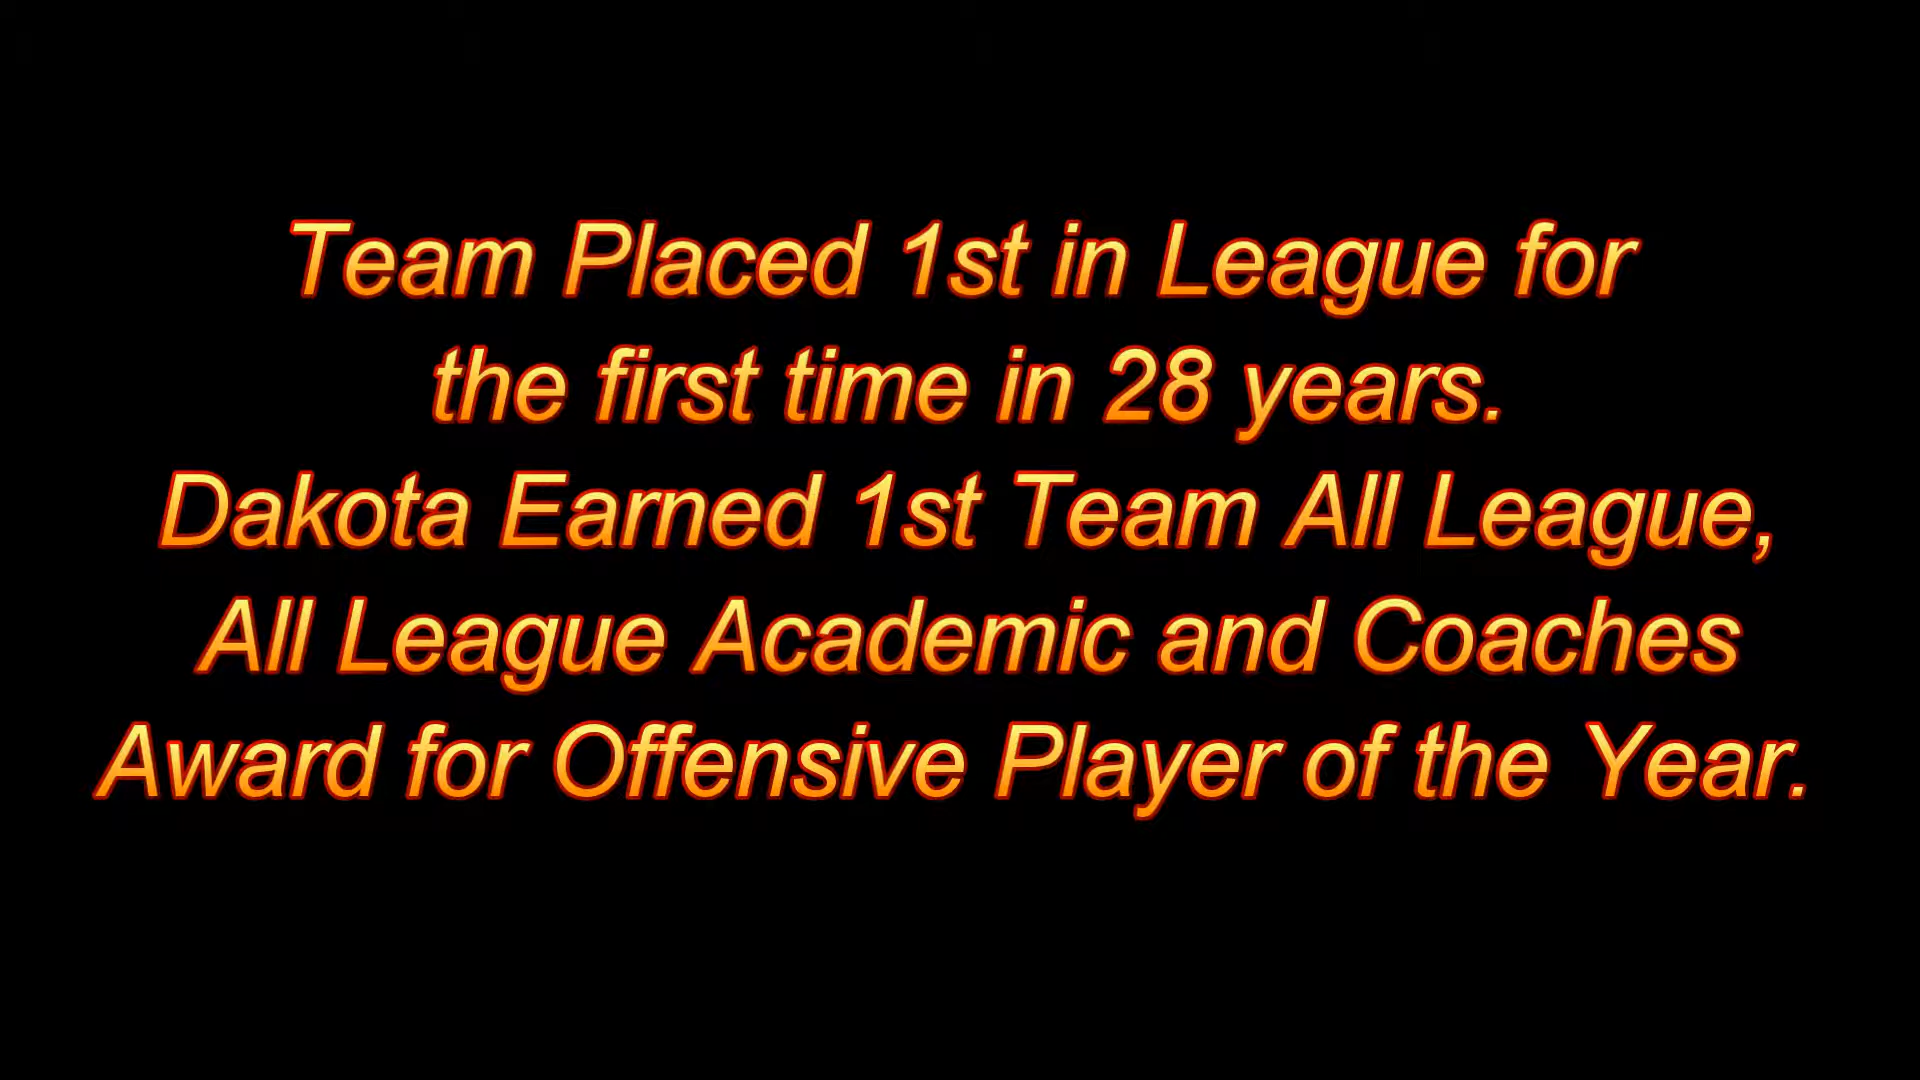 Team Placed 1st in League for
the first time in 28 years.
Dakota Earned 1st Team All League,
All League Academic and Coaches
Award for Offensive Player of the Year.